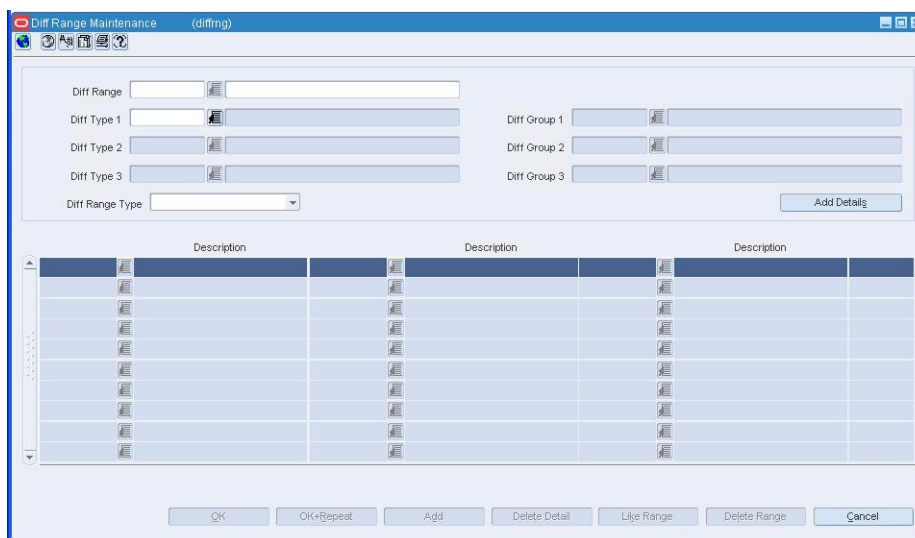 Diff Range Maintenance (diffrng)
Diff Range
Diff Type 1 Diff Group 1
Diff Type 2 Diff Group 2
Diff Type 3 Diff Group 3
Diff Range Type Add Details
Description Description Description
OK OK+Repeat Add Delete Detail Like Range Delete Range Cancel